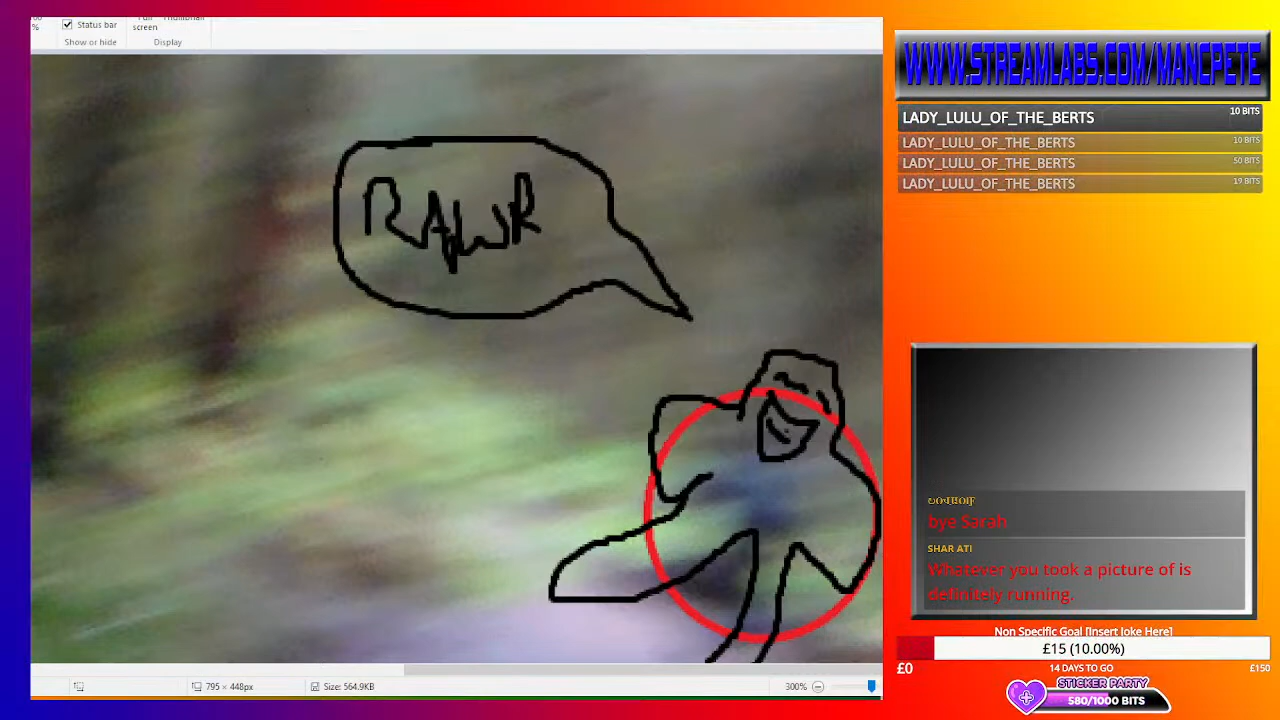 %
Status bar
screen
Show or hide
Display
RAWR
795 × 448px
Size: 564.9KB
300%
WWW.STREAMLABS.COM/MANCPETE
LADY_LULU_OF_THE_BERTS 10 BITS
LADY_LULU_OF_THE_BERTS 10 BITS
LADY_LULU_OF_THE_BERTS 50 BITS
LADY_LULU_OF_THE_BERTS 19 BITS
bye Sarah
SHAR ATI
Whatever you took a picture of is
definitely running.
Non Specific Goal [Insert Joke Here]
£15 (10.00%)
£0 14 DAYS TO GO £150
STICKER PARTY
580/1000 BITS